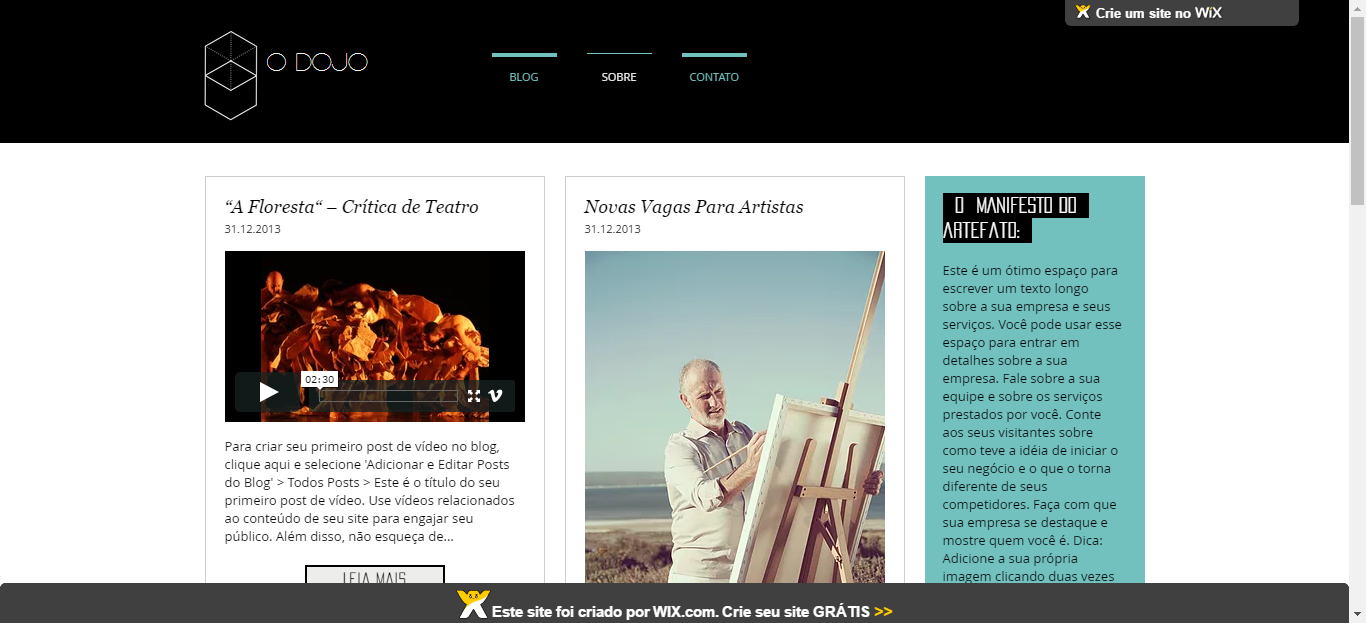 Crie um site no WiX
O DOJO
BLOG
SOBRE
CONTATO
“A Floresta“ – Crítica de Teatro
31.12.2013
02:30
Para criar seu primeiro post de vídeo no blog,
clique aqui e selecione 'Adicionar e Editar Posts
do Blog' > Todos Posts > Este é o título do seu
primeiro post de vídeo. Use vídeos relacionados
ao conteúdo de seu site para engajar seu
público. Além disso, não esqueça de...
LEIA MAIS
Novas Vagas Para Artistas
31.12.2013
O MANIFESTO DO
ARTEFATO:
Este é um ótimo espaço para
escrever um texto longo
sobre a sua empresa e seus
serviços. Você pode usar esse
espaço para entrar em
detalhes sobre a sua
empresa. Fale sobre a sua
equipe e sobre os serviços
prestados por você. Conte
aos seus visitantes sobre
como teve a idéia de iniciar o
seu negócio e o que o torna
diferente de seus
competidores. Faça com que
sua empresa se destaque e
mostre quem você é. Dica:
Adicione a sua própria
imagem clicando duas vezes
Este site foi criado por WIX.com. Crie seu site GRÁTIS >>